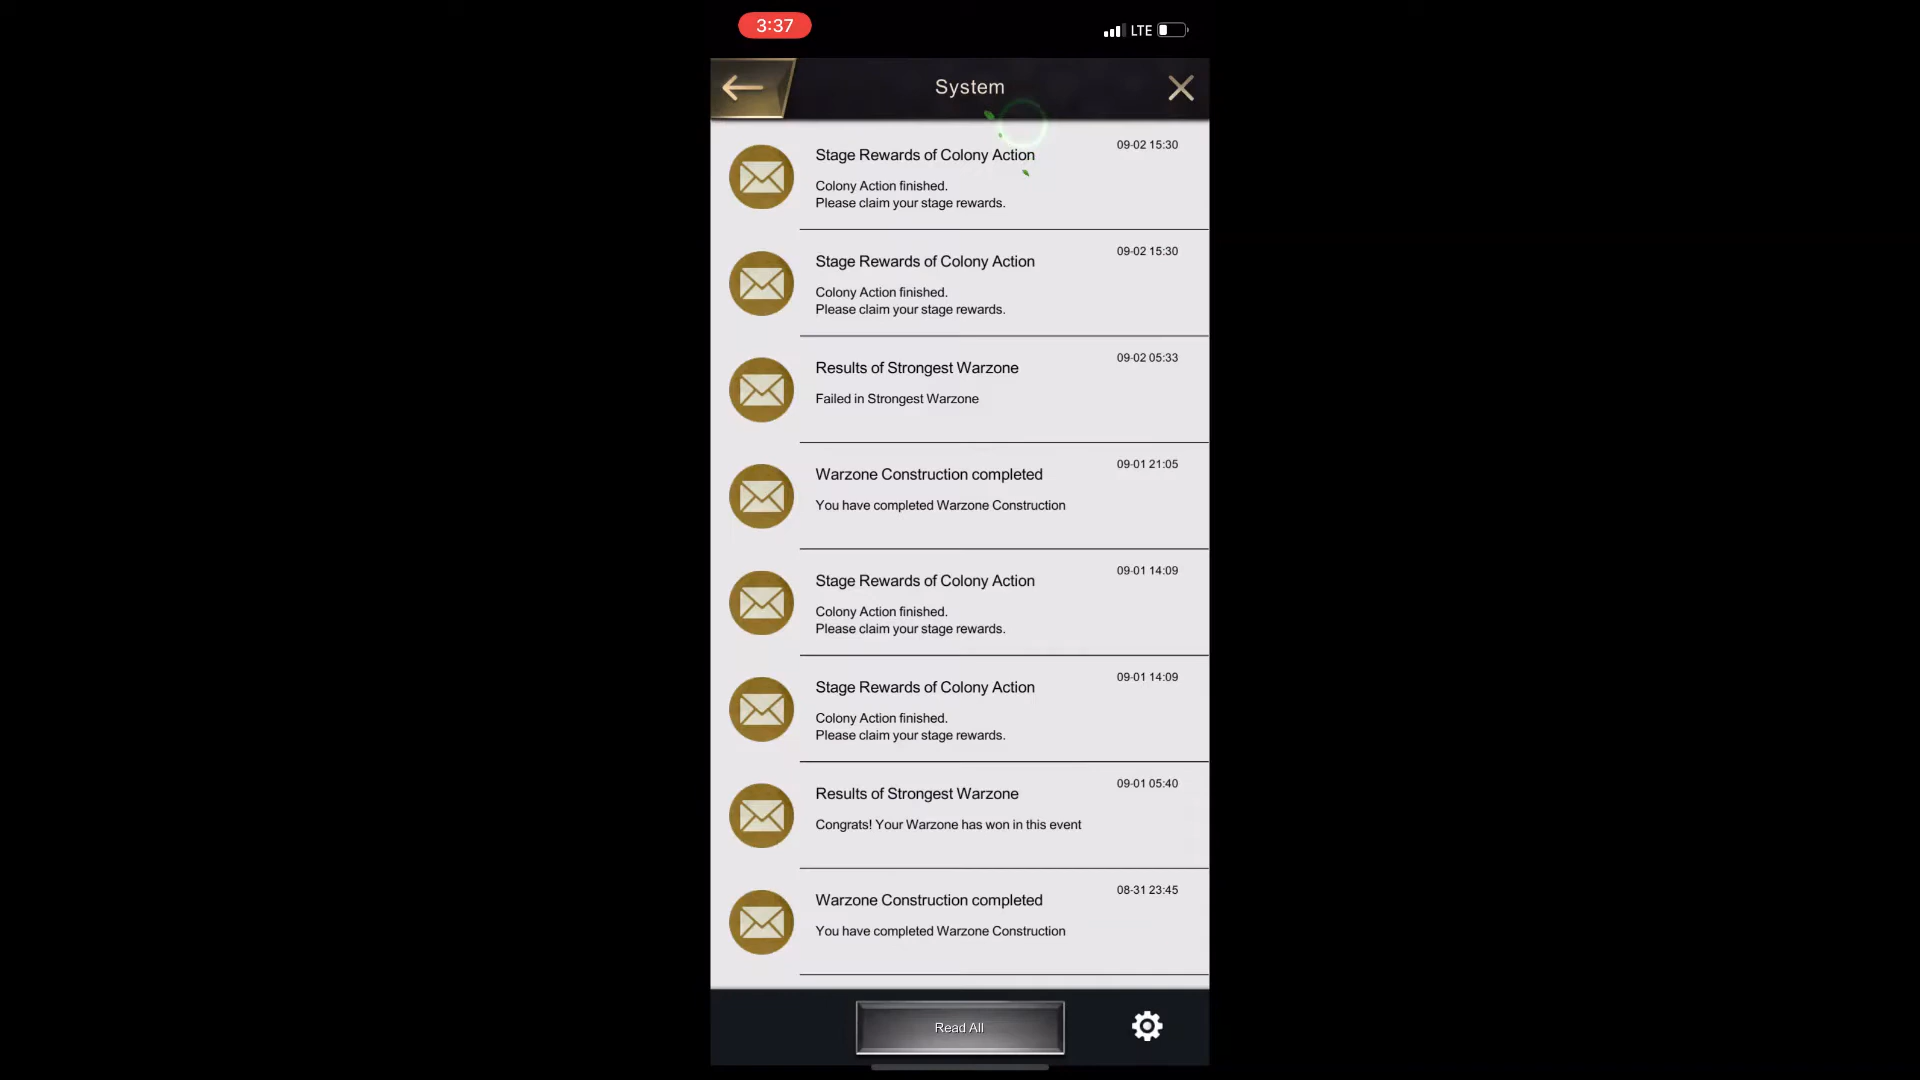 3:37
LTE
System
Stage Rewards of Colony Action
09-02 15:30
Colony Action finished.
Please claim your stage rewards.
Stage Rewards of Colony Action
09-02 15:30
Colony Action finished.
Please claim your stage rewards.
Results of Strongest Warzone
09-02 05:33
Failed in Strongest Warzone
Warzone Construction completed
09-01 21:05
You have completed Warzone Construction
Stage Rewards of Colony Action
09-01 14:09
Colony Action finished.
Please claim your stage rewards.
Stage Rewards of Colony Action
09-01 14:09
Colony Action finished.
Please claim your stage rewards.
Results of Strongest Warzone
09-01 05:40
Congrats! Your Warzone has won in this event
Warzone Construction completed
08-31 23:45
You have completed Warzone Construction
Read All